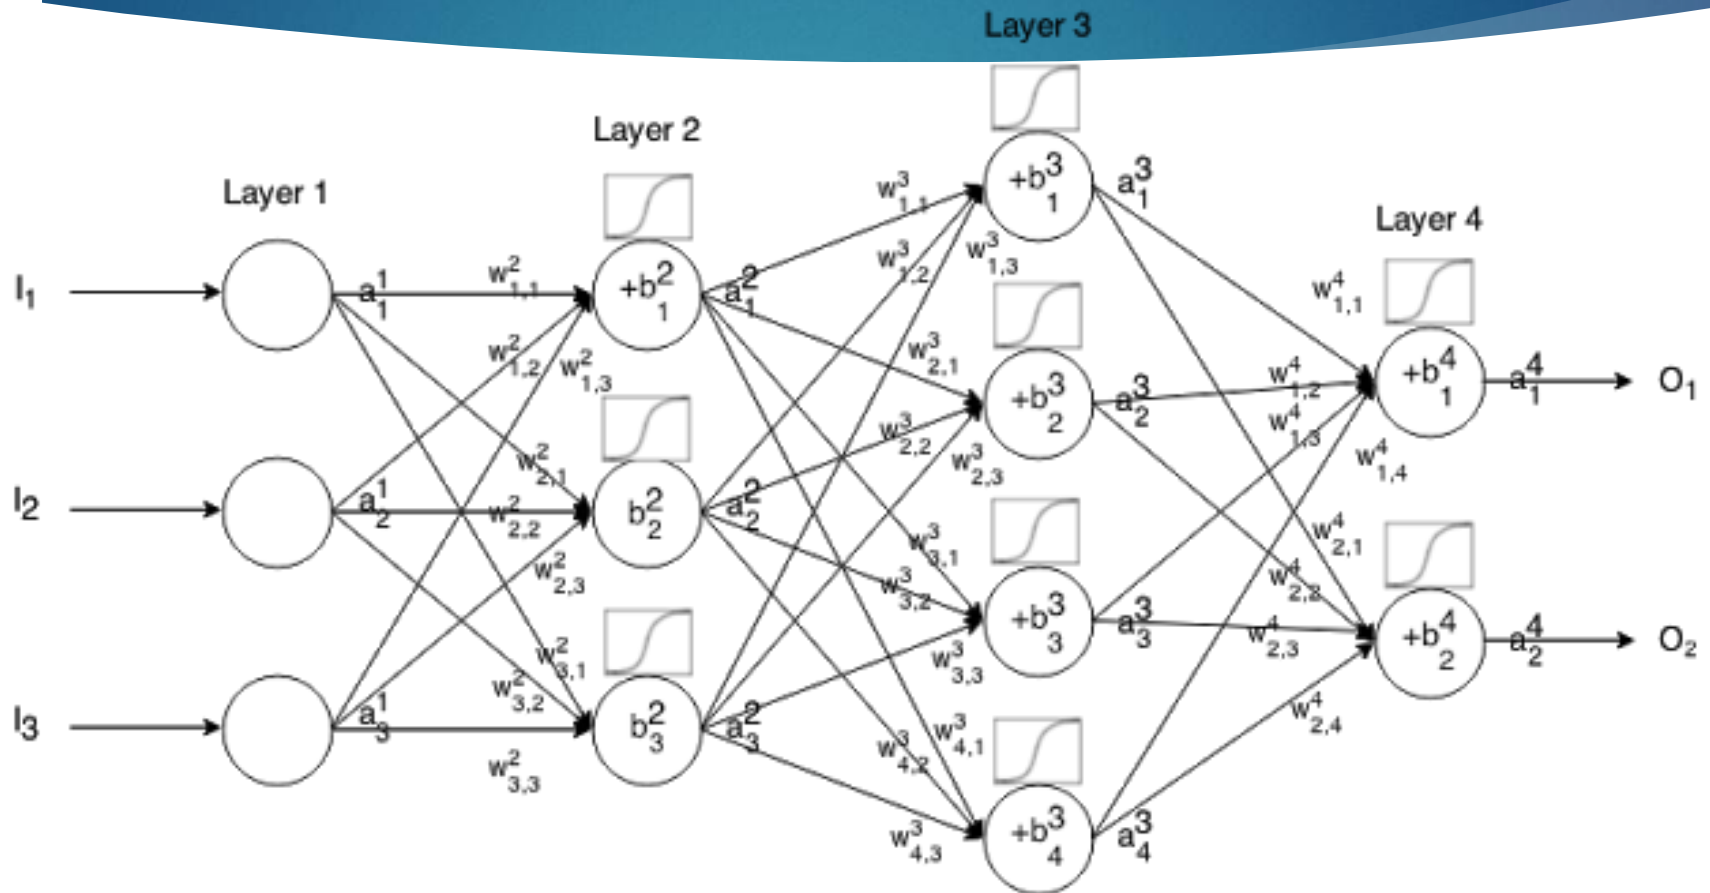 Layer 3
Layer 2
Layer 1
Layer 4
I₁
I₂
I₃
a¹₁
a¹₂
a¹₃
w²₁,₁
w²₁,₂
w²₁,₃
w²₂,₁
w²₂,₂
w²₂,₃
w²₃,₁
w²₃,₂
w²₃,₃
+b²₁
b²₂
b²₃
a²₁
a²₂
a²₃
w³₁,₁
w³₁,₂
w³₁,₃
w³₂,₁
w³₂,₂
w³₂,₃
w³₃,₁
w³₃,₂
w³₃,₃
w³₄,₁
w³₄,₂
w³₄,₃
+b³₁
+b³₂
+b³₃
+b³₄
a³₁
a³₂
a³₃
a³₄
w⁴₁,₁
w⁴₁,₂
w⁴₁,₃
w⁴₁,₄
w⁴₂,₁
w⁴₂,₂
w⁴₂,₃
w⁴₂,₄
+b⁴₁
+b⁴₂
a⁴₁
a⁴₂
O₁
O₂